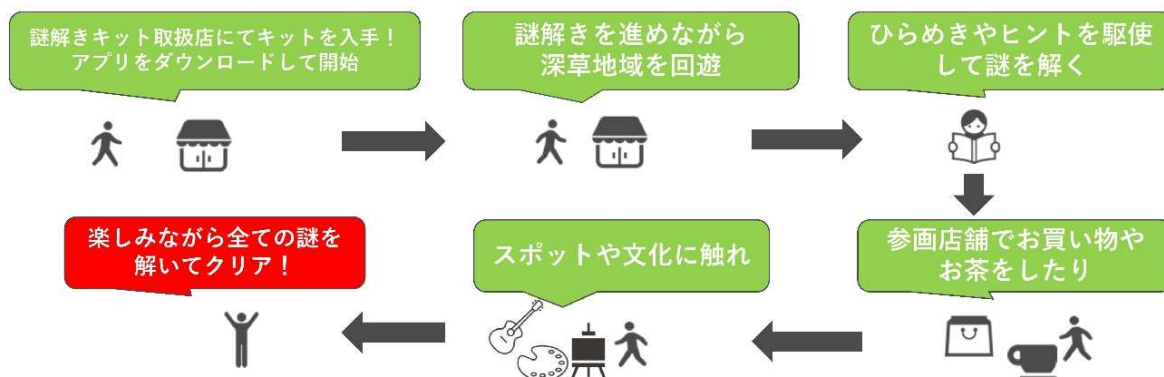 謎解きキット取扱店にてキットを入手！
アプリをダウンロードして開始
謎解きを進めながら
深草地域を回遊
ひらめきやヒントを駆使
して謎を解く
参画店舗でお買い物や
お茶をしたり
スポットや文化に触れ
楽しみながら全ての謎を
解いてクリア！